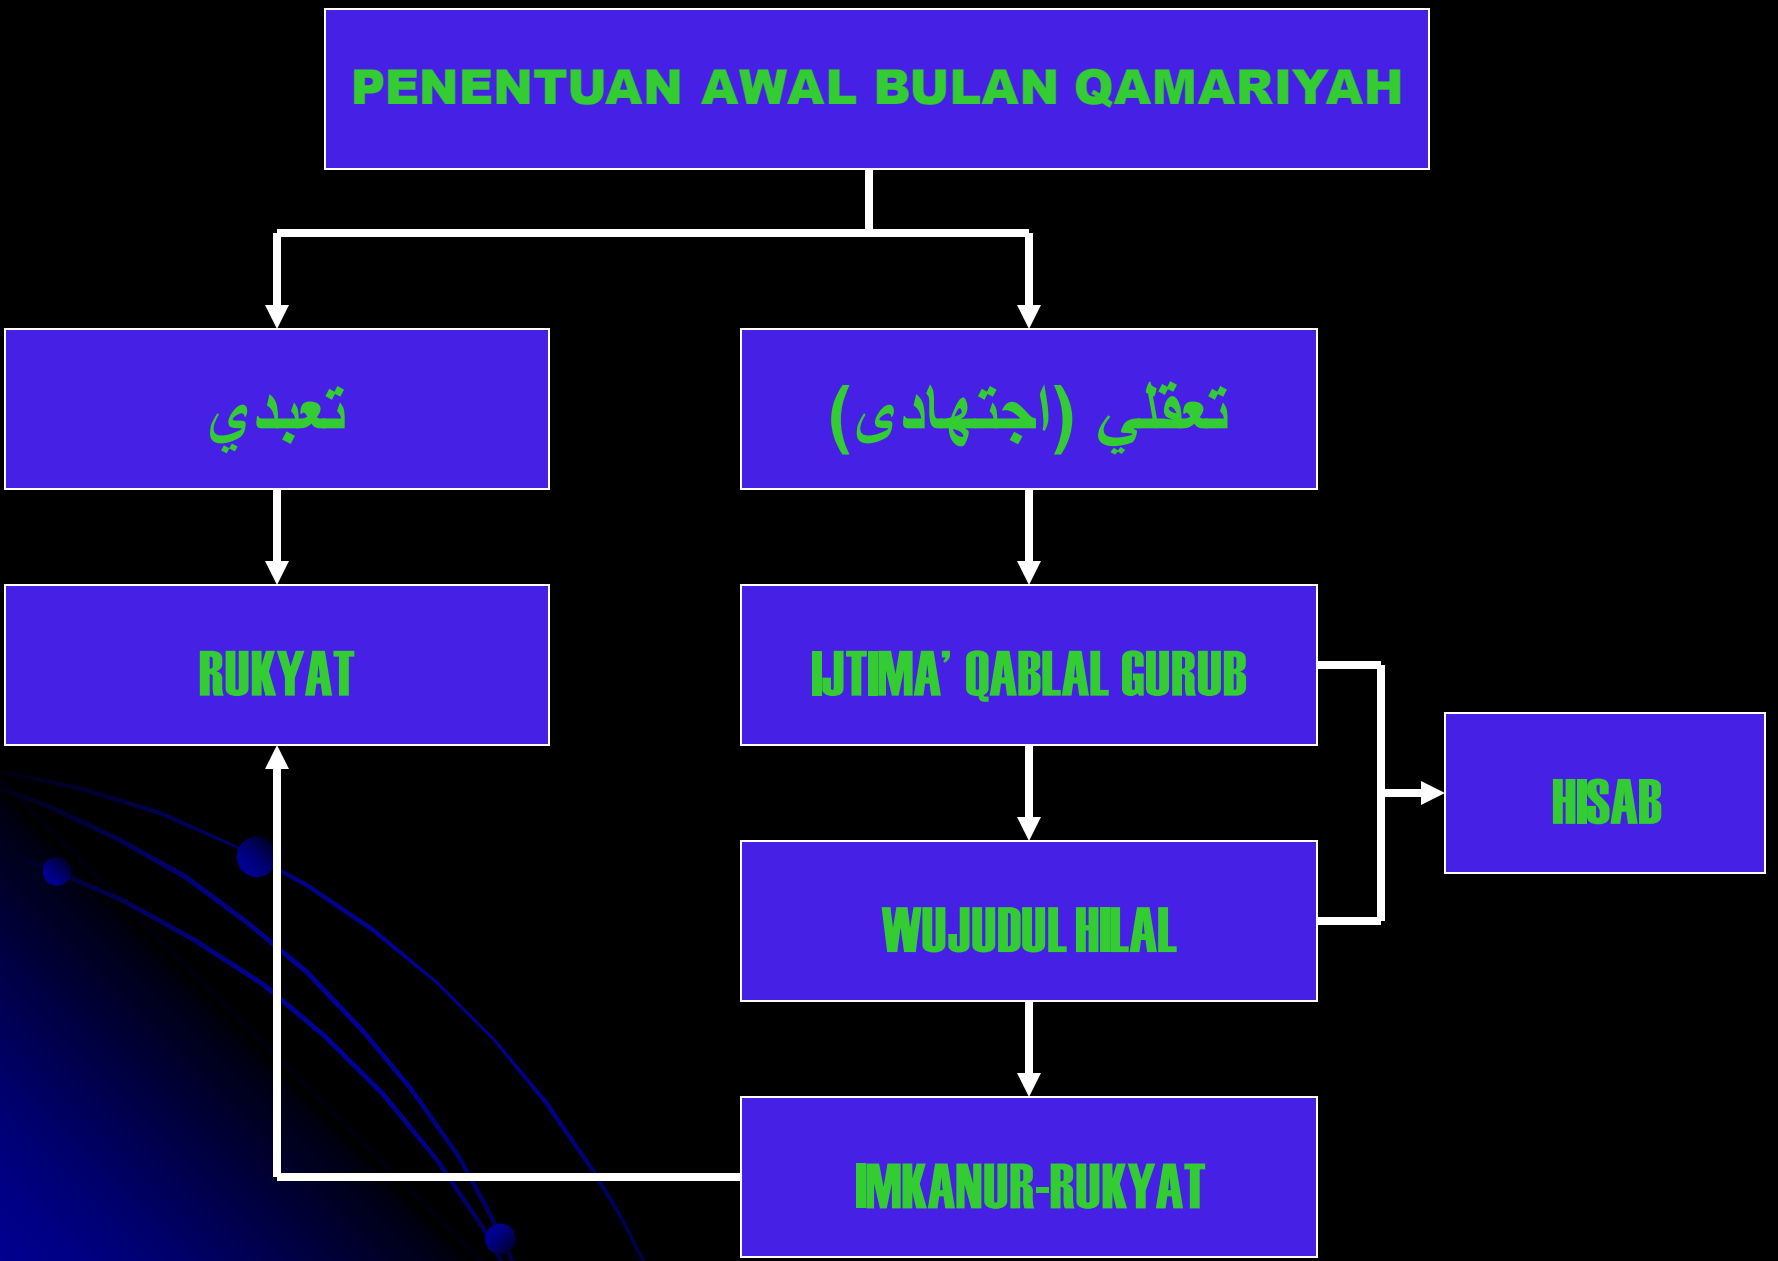 PENENTUAN AWAL BULAN QAMARIYAH
تعبدي
تعقلي (اجتهادى)
RUKYAT
IJTIMA’ QABLAL GURUB
HISAB
WUJUDUL HILAL
IMKANUR-RUKYAT